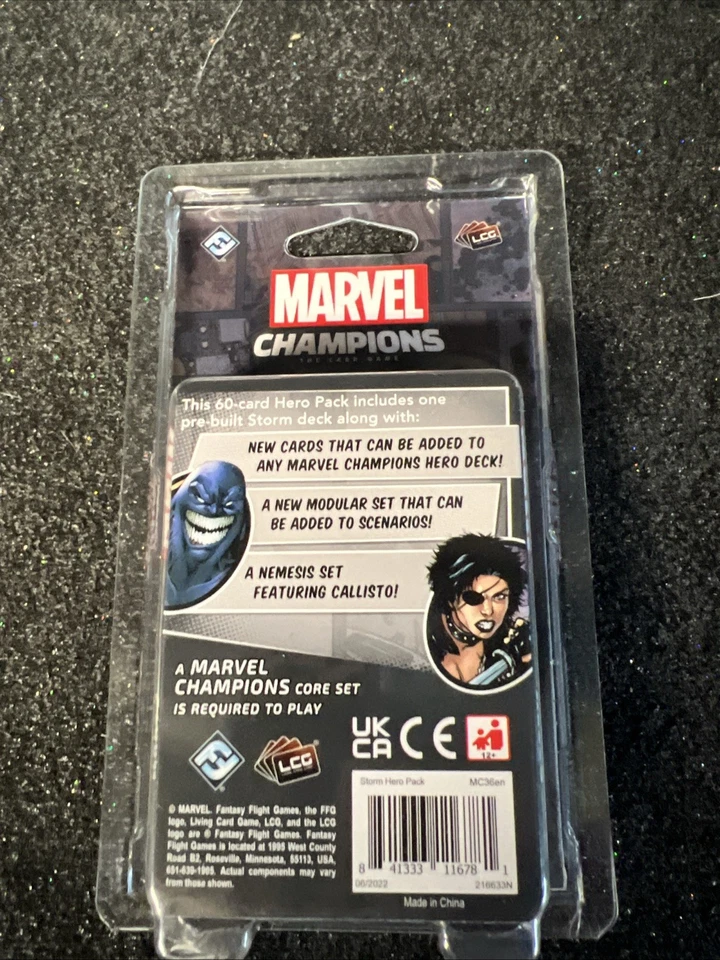 LCG
MARVEL
CHAMPIONS
THE CARD GAME
This 60-card Hero Pack includes one
pre-built Storm deck along with:
NEW CARDS THAT CAN BE ADDED TO
ANY MARVEL CHAMPIONS HERO DECK!
A NEW MODULAR SET THAT CAN
BE ADDED TO SCENARIOS!
A NEMESIS SET
FEATURING CALLISTO!
A MARVEL
CHAMPIONS CORE SET
IS REQUIRED TO PLAY
UK
CA CE
12+
LCG
© MARVEL. Fantasy Flight Games, the FFG
logo, Living Card Game, LCG, and the LCG
logo are ® Fantasy Flight Games. Fantasy
Flight Games is located at 1995 West County
Road B2, Roseville, Minnesota, 55113, USA.
651-639-1905. Actual components may vary
from those shown.
Storm Hero Pack MC36en
8 41333 11678 1
06/2022 216633N
Made in China